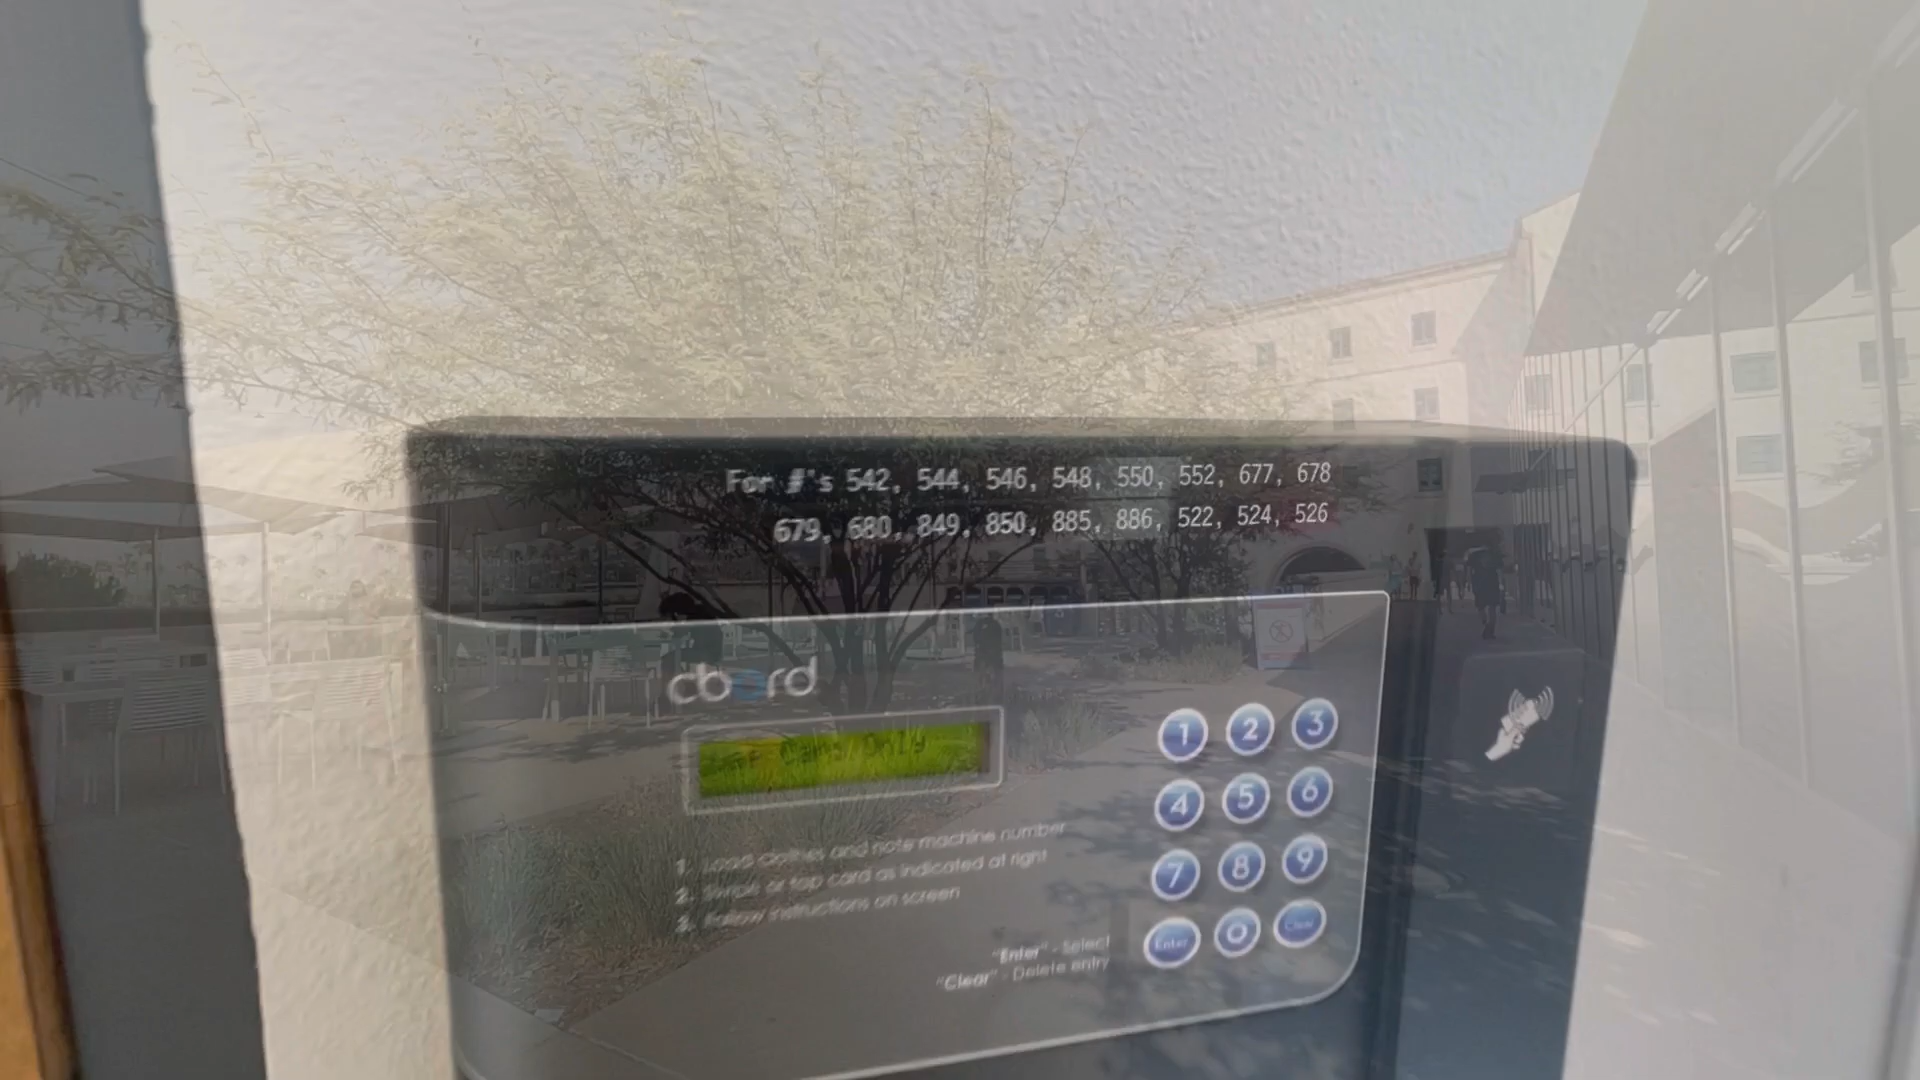 For #'s 542, 544, 546, 548, 550, 552, 677, 678
679, 680, 849, 850, 885, 886, 522, 524, 526
cbord
Only
1. Load clothes and note machine number
2. Swipe or tap card as indicated at right
3. Follow instructions on screen
"Enter" - Select
"Clear" - Delete entry
1 2 3
4 5 6
7 8 9
Enter 0 Clear